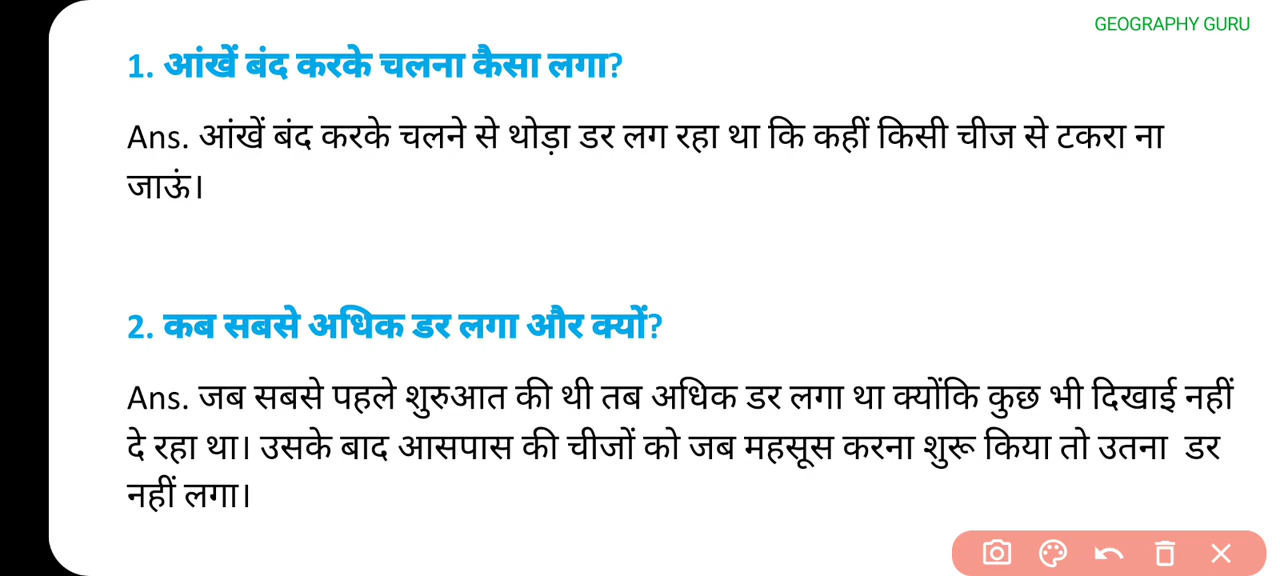 GEOGRAPHY GURU
1. आंखें बंद करके चलना कैसा लगा?
Ans. आंखें बंद करके चलने से थोड़ा डर लग रहा था कि कहीं किसी चीज से टकरा ना
जाऊं।
2. कब सबसे अधिक डर लगा और क्यों?
Ans. जब सबसे पहले शुरुआत की थी तब अधिक डर लगा था क्योंकि कुछ भी दिखाई नहीं
दे रहा था। उसके बाद आसपास की चीजों को जब महसूस करना शुरू किया तो उतना  डर
नहीं लगा।